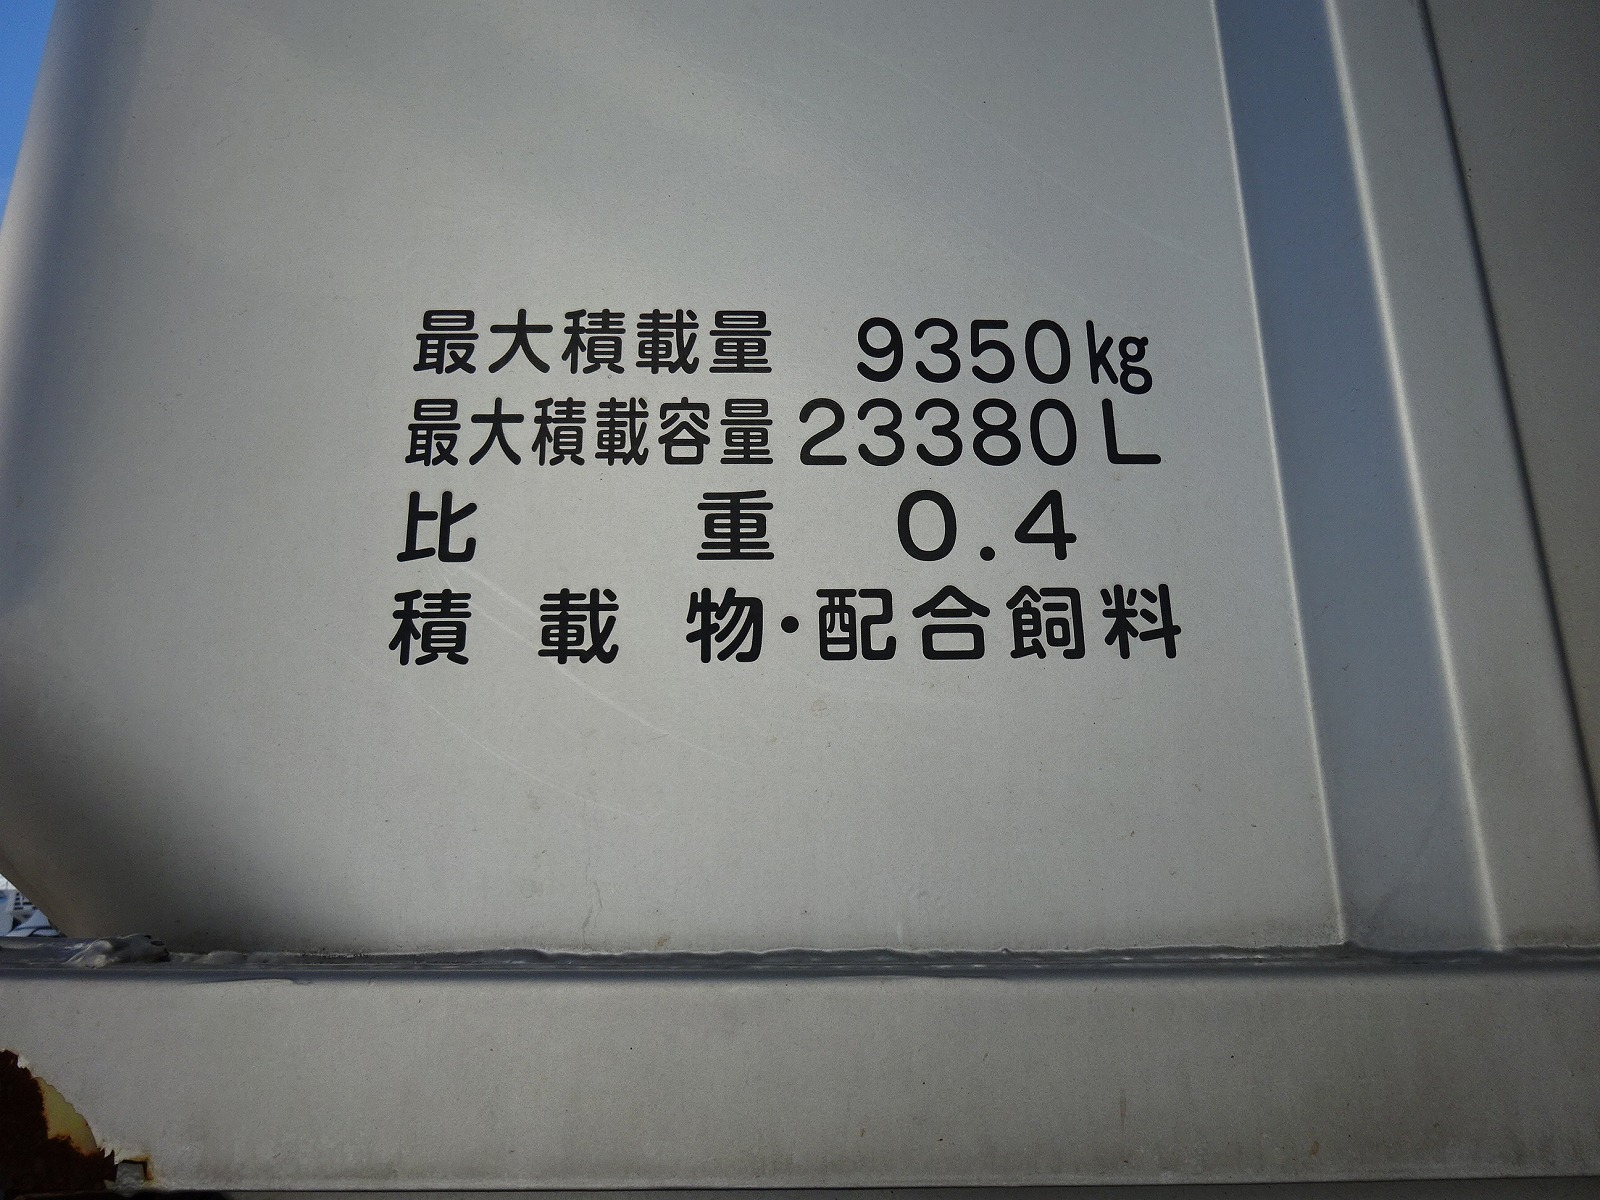 最大積載量 9350kg
最大積載容量 23380L
比重 0.4
積載物・配合飼料